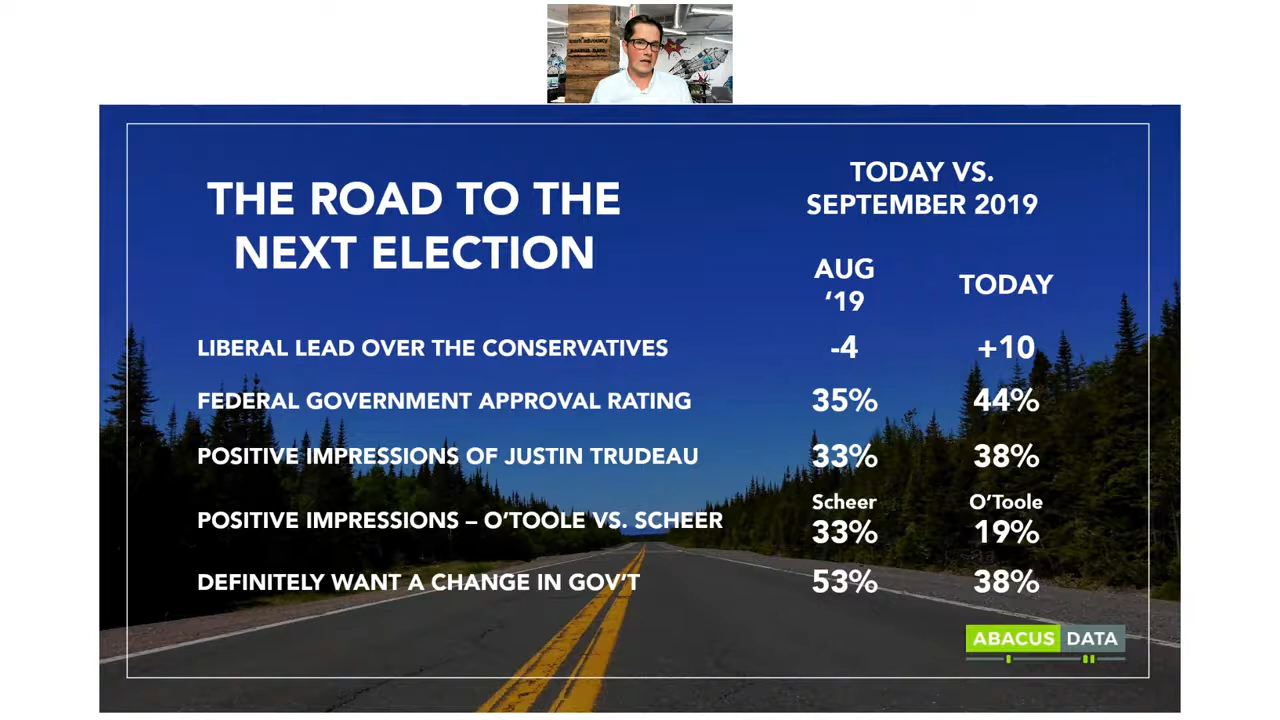 THE ROAD TO THE
NEXT ELECTION
TODAY VS.
SEPTEMBER 2019
AUG
'19
TODAY
LIBERAL LEAD OVER THE CONSERVATIVES -4 +10
FEDERAL GOVERNMENT APPROVAL RATING 35% 44%
POSITIVE IMPRESSIONS OF JUSTIN TRUDEAU 33% 38%
Scheer O'Toole
POSITIVE IMPRESSIONS – O'TOOLE VS. SCHEER 33% 19%
DEFINITELY WANT A CHANGE IN GOV'T 53% 38%
ABACUS DATA